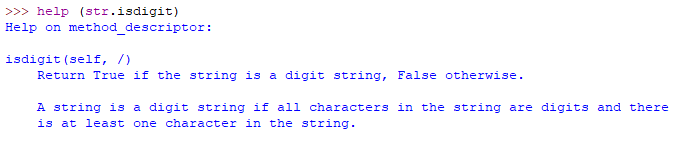 >>> help (str.isdigit)
Help on method_descriptor:
isdigit(self, /)
Return True if the string is a digit string, False otherwise.
A string is a digit string if all characters in the string are digits and there
is at least one character in the string.